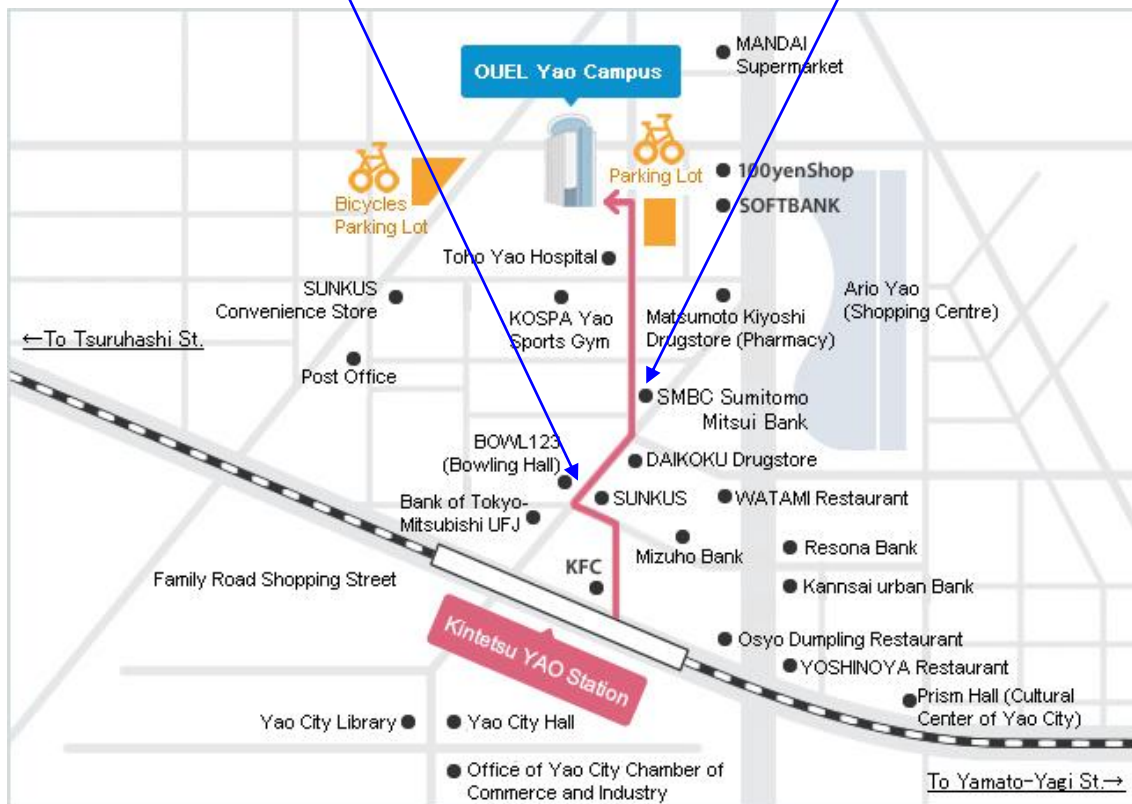 MANDAI
Supermarket
OUEL Yao Campus
Parking Lot
100yenShop
Bicycles
Parking Lot
SOFTBANK
Toho Yao Hospital
SUNKUS
Convenience Store
KOSPA Yao
Sports Gym
Matsumoto Kiyoshi
Drugstore (Pharmacy)
Ario Yao
(Shopping Centre)
←To Tsuruhashi St.
Post Office
SMBC Sumitomo
Mitsui Bank
BOWL123
(Bowling Hall)
DAIKOKU Drugstore
Bank of Tokyo-
Mitsubishi UFJ
SUNKUS
WATAMI Restaurant
Mizuho Bank
Resona Bank
Family Road Shopping Street
KFC
Kannsai urban Bank
Kintetsu YAO Station
Osyo Dumpling Restaurant
YOSHINOYA Restaurant
Prism Hall (Cultural
Center of Yao City)
Yao City Library
Yao City Hall
Office of Yao City Chamber of
Commerce and Industry
To Yamato-Yagi St.→